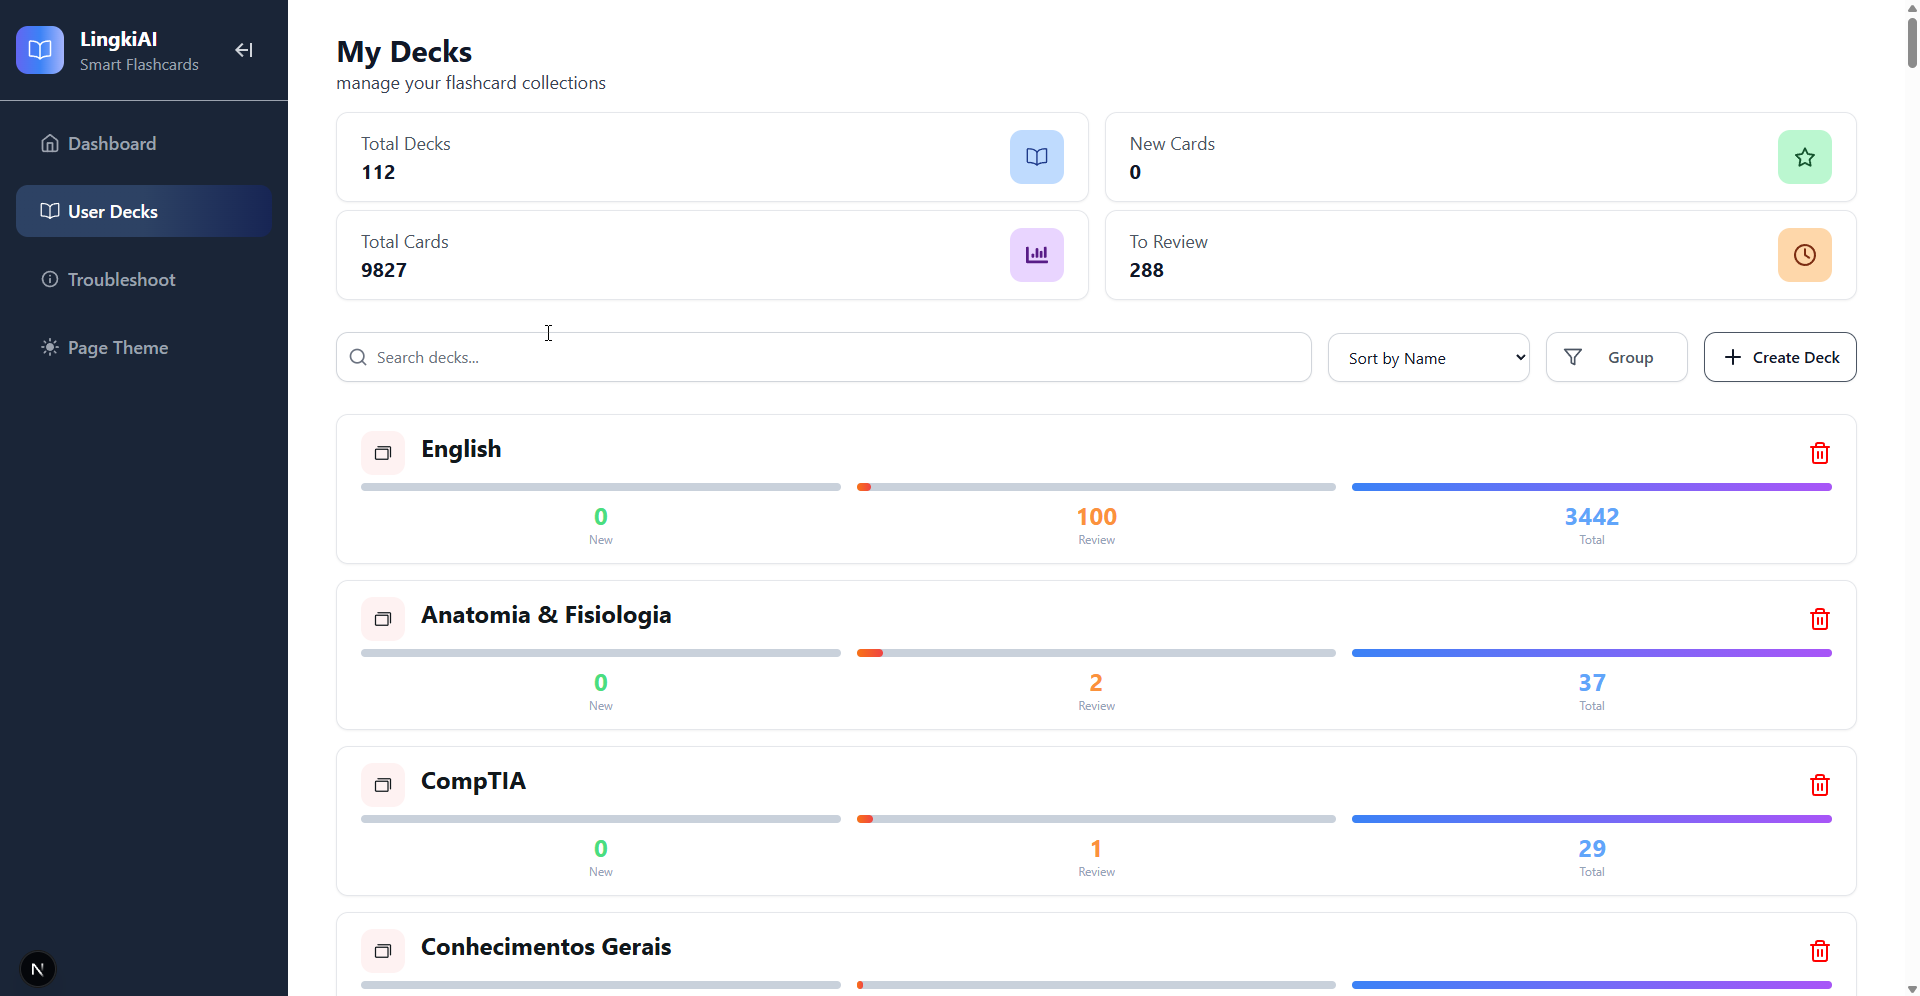 LingkiAI
Smart Flashcards
Dashboard
User Decks
Troubleshoot
Page Theme
N
My Decks
manage your flashcard collections
Total Decks
112
New Cards
0
Total Cards
9827
To Review
288
Search decks...
Sort by Name
Group
Create Deck
English
0
New
100
Review
3442
Total
Anatomia & Fisiologia
0
New
2
Review
37
Total
CompTIA
0
New
1
Review
29
Total
Conhecimentos Gerais